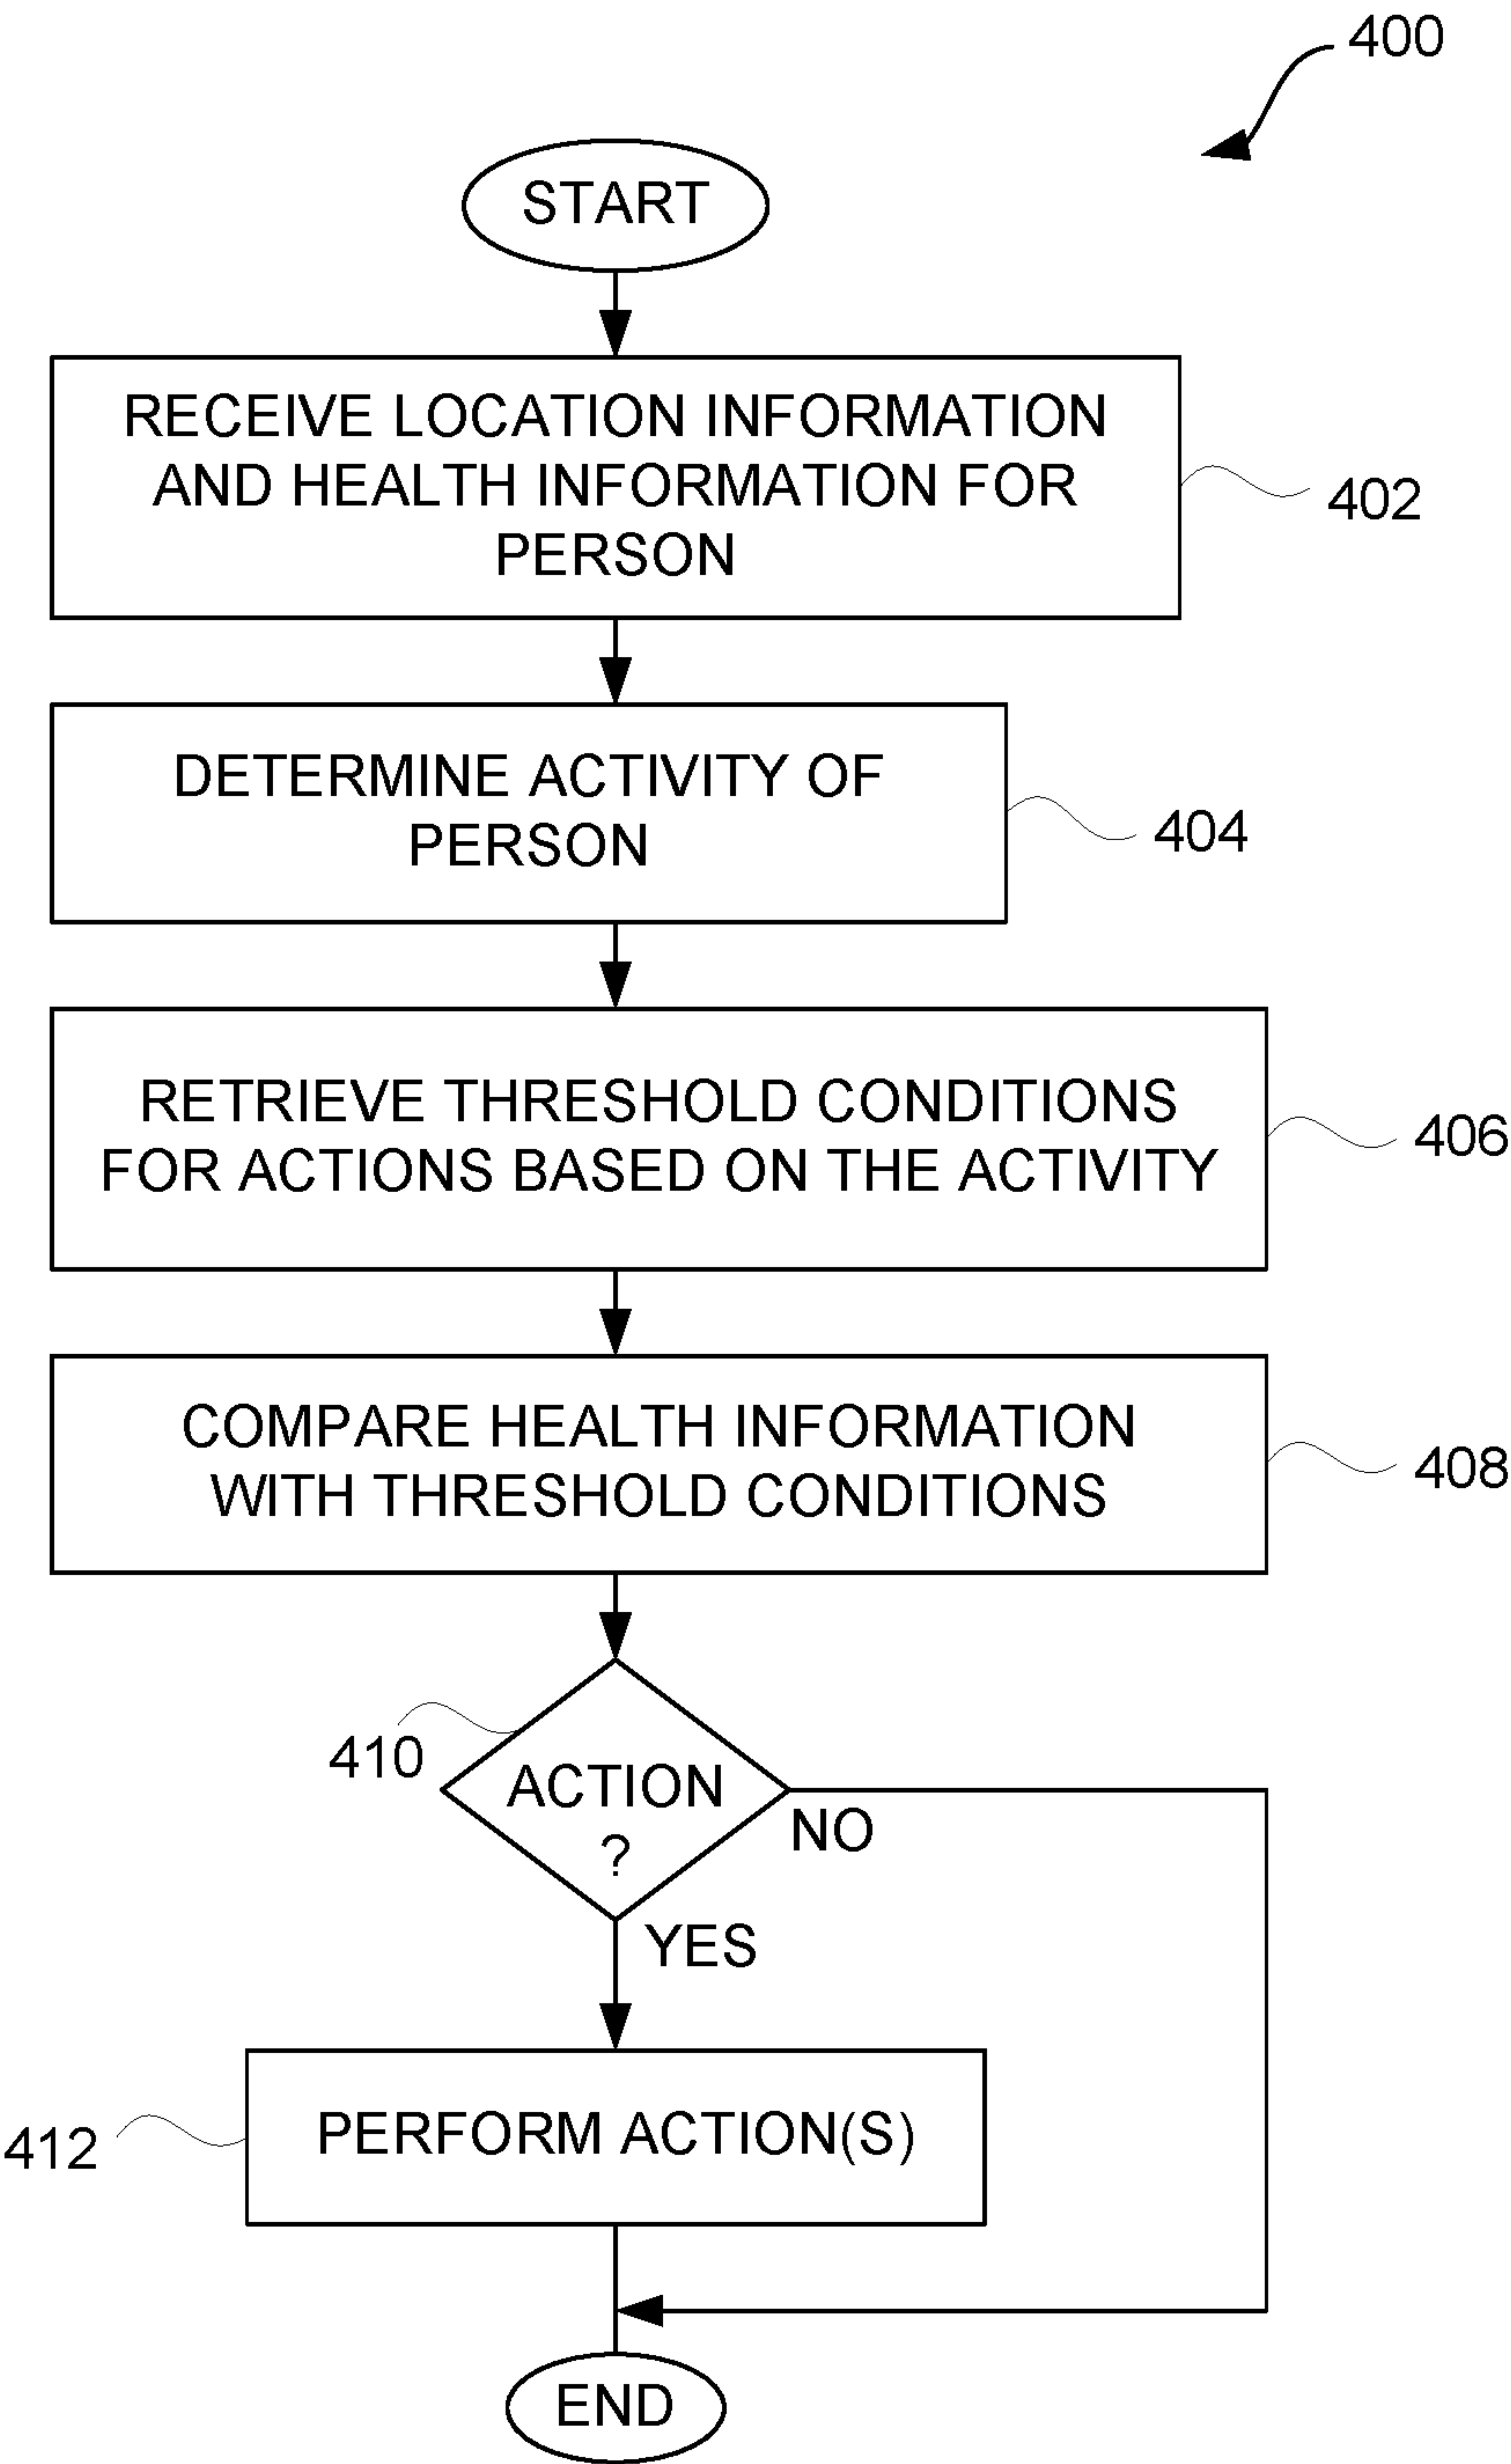 400
START
RECEIVE LOCATION INFORMATION
AND HEALTH INFORMATION FOR
PERSON
402
DETERMINE ACTIVITY OF
PERSON
404
RETRIEVE THRESHOLD CONDITIONS
FOR ACTIONS BASED ON THE ACTIVITY
406
COMPARE HEALTH INFORMATION
WITH THRESHOLD CONDITIONS
408
410
ACTION
?
NO
YES
PERFORM ACTION(S)
412
END